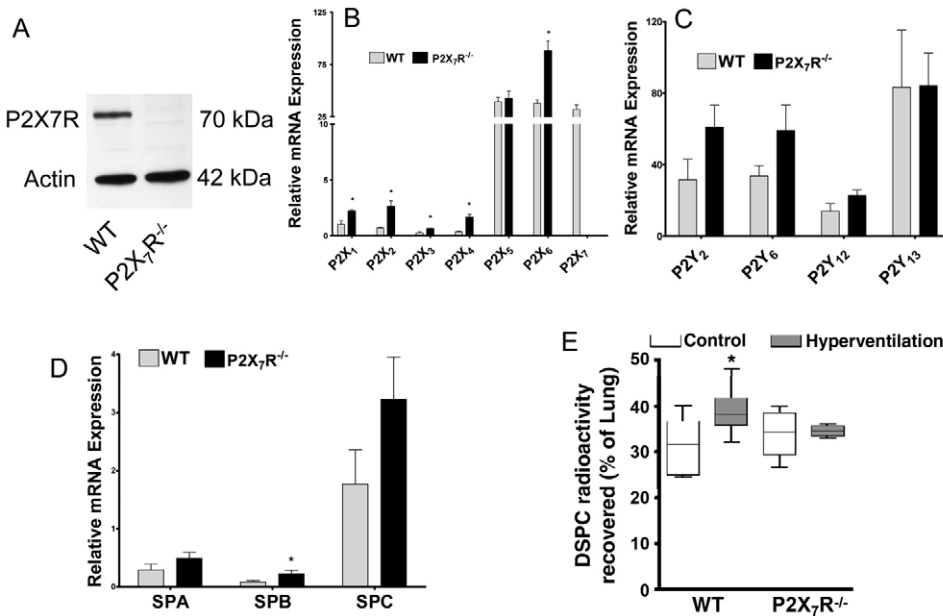 A
P2X7R
70 kDa
Actin
42 kDa
WT
P2X₇R⁻/⁻
B
Relative mRNA Expression
125
75
25
10
5
0
WT
P2X₇R⁻/⁻
*
*
*
*
*
P2X₁
P2X₂
P2X₃
P2X₄
P2X₅
P2X₆
P2X₇
C
Relative mRNA Expression
120
80
40
0
WT
P2X₇R⁻/⁻
P2Y₂
P2Y₆
P2Y₁₂
P2Y₁₃
D
Relative mRNA Expression
4
3
2
1
0
WT
P2X₇R⁻/⁻
*
SPA
SPB
SPC
E
Control
Hyperventilation
DSPC radioactivity
recovered (% of Lung)
50
40
30
20
10
*
WT
P2X₇R⁻/⁻